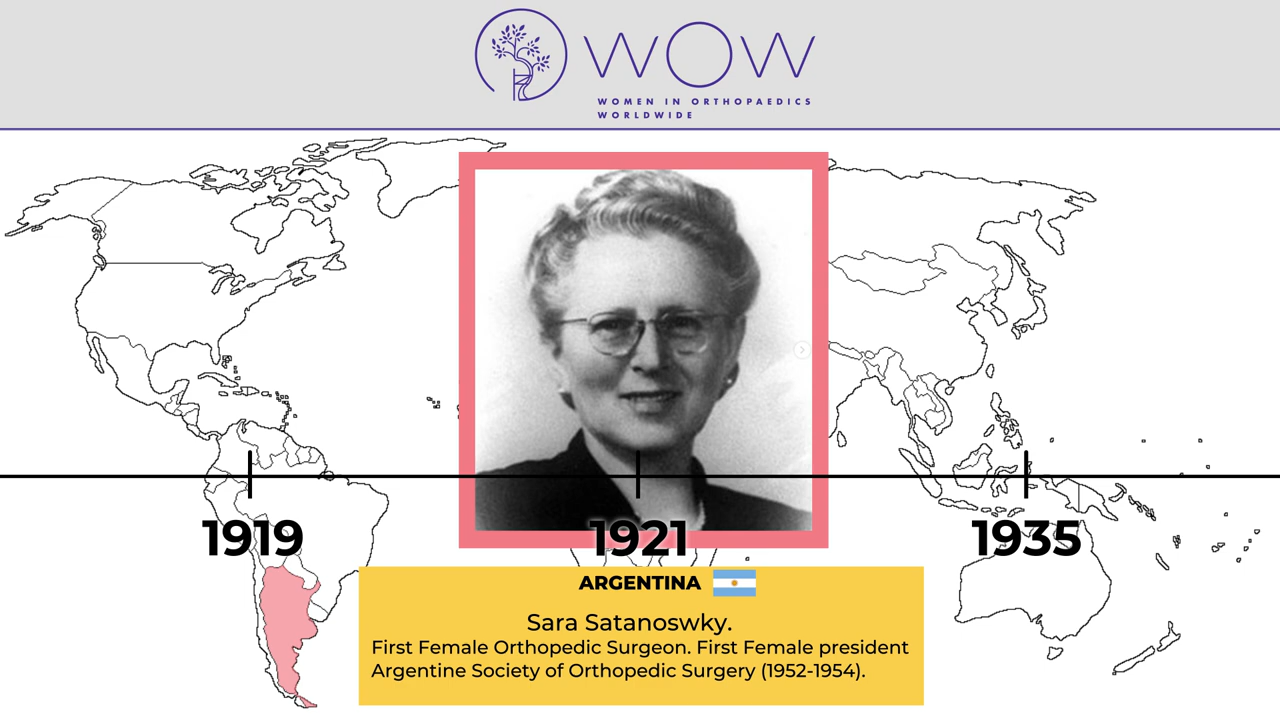 WOW
WOMEN IN ORTHOPAEDICS
WORLDWIDE
1919
1921
1935
ARGENTINA
Sara Satanoswky.
First Female Orthopedic Surgeon. First Female president
Argentine Society of Orthopedic Surgery (1952-1954).